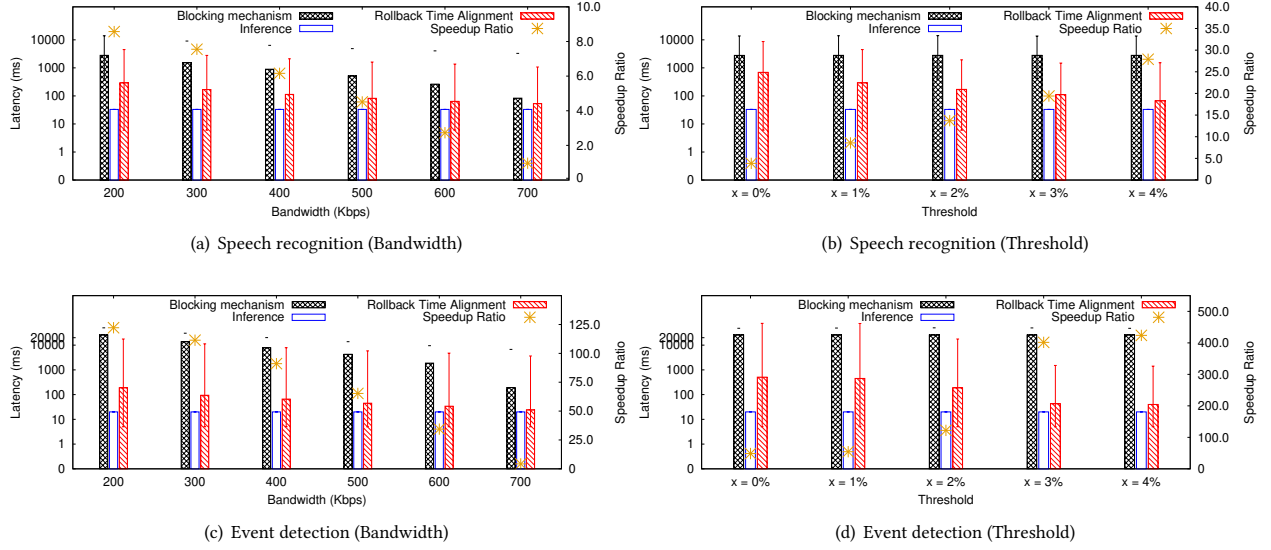 Blocking mechanism
Inference
Rollback Time Alignment
Speedup Ratio
Latency (ms)
10000
1000
100
10
1
0
10.0
8.0
6.0
4.0
2.0
0
Speedup Ratio
200 300 400 500 600 700
Bandwidth (Kbps)
(a) Speech recognition (Bandwidth)
Blocking mechanism
Inference
Rollback Time Alignment
Speedup Ratio
Latency (ms)
10000
1000
100
10
1
0
40.0
35.0
30.0
25.0
20.0
15.0
10.0
5.0
0
Speedup Ratio
x = 0% x = 1% x = 2% x = 3% x = 4%
Threshold
(b) Speech recognition (Threshold)
Blocking mechanism
Inference
Rollback Time Alignment
Speedup Ratio
Latency (ms)
20000
10000
1000
100
10
1
0
125.0
100.0
75.0
50.0
25.0
0
Speedup Ratio
200 300 400 500 600 700
Bandwidth (Kbps)
(c) Event detection (Bandwidth)
Blocking mechanism
Inference
Rollback Time Alignment
Speedup Ratio
Latency (ms)
20000
10000
1000
100
10
1
0
500.0
400.0
300.0
200.0
100.0
0
Speedup Ratio
x = 0% x = 1% x = 2% x = 3% x = 4%
Threshold
(d) Event detection (Threshold)